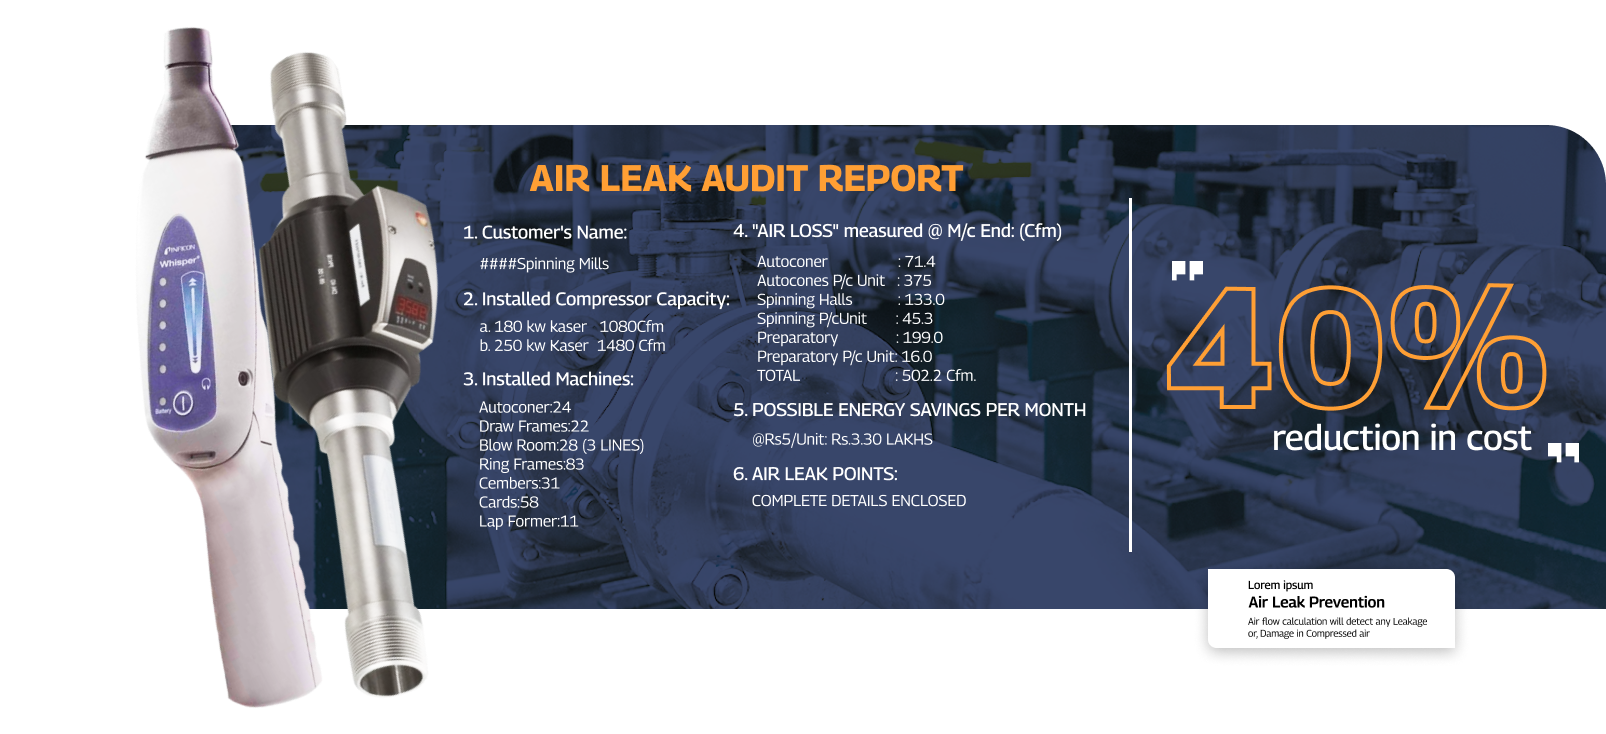 AIR LEAK AUDIT REPORT
1. Customer's Name:
####Spinning Mills
2. Installed Compressor Capacity:
a. 180 kw kaser 1080Cfm
b. 250 kw Kaser 1480 Cfm
3. Installed Machines:
Autoconer:24
Draw Frames:22
Blow Room:28 (3 LINES)
Ring Frames:83
Cembers:31
Cards:58
Lap Former:11
4. "AIR LOSS" measured @ M/c End: (Cfm)
Autoconer : 71.4
Autocones P/c Unit : 375
Spinning Halls : 133.0
Spinning P/cUnit : 45.3
Preparatory : 199.0
Preparatory P/c Unit: 16.0
TOTAL : 502.2 Cfm.
5. POSSIBLE ENERGY SAVINGS PER MONTH
@Rs5/Unit: Rs.3.30 LAKHS
6. AIR LEAK POINTS:
COMPLETE DETAILS ENCLOSED
"40%
reduction in cost"
Lorem ipsum
Air Leak Prevention
Air flow calculation will detect any Leakage
or, Damage in Compressed air
INFICON
Whisper
Battery